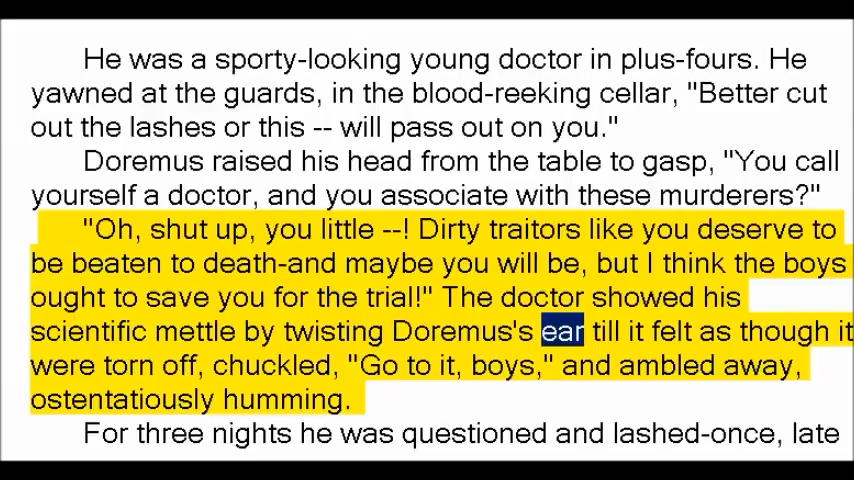 He was a sporty-looking young doctor in plus-fours. He
yawned at the guards, in the blood-reeking cellar, "Better cut
out the lashes or this -- will pass out on you."
Doremus raised his head from the table to gasp, "You call
yourself a doctor, and you associate with these murderers?"
"Oh, shut up, you little --! Dirty traitors like you deserve to
be beaten to death-and maybe you will be, but I think the boys
ought to save you for the trial!" The doctor showed his
scientific mettle by twisting Doremus's ear till it felt as though it
were torn off, chuckled, "Go to it, boys," and ambled away,
ostentatiously humming.
For three nights he was questioned and lashed-once, late